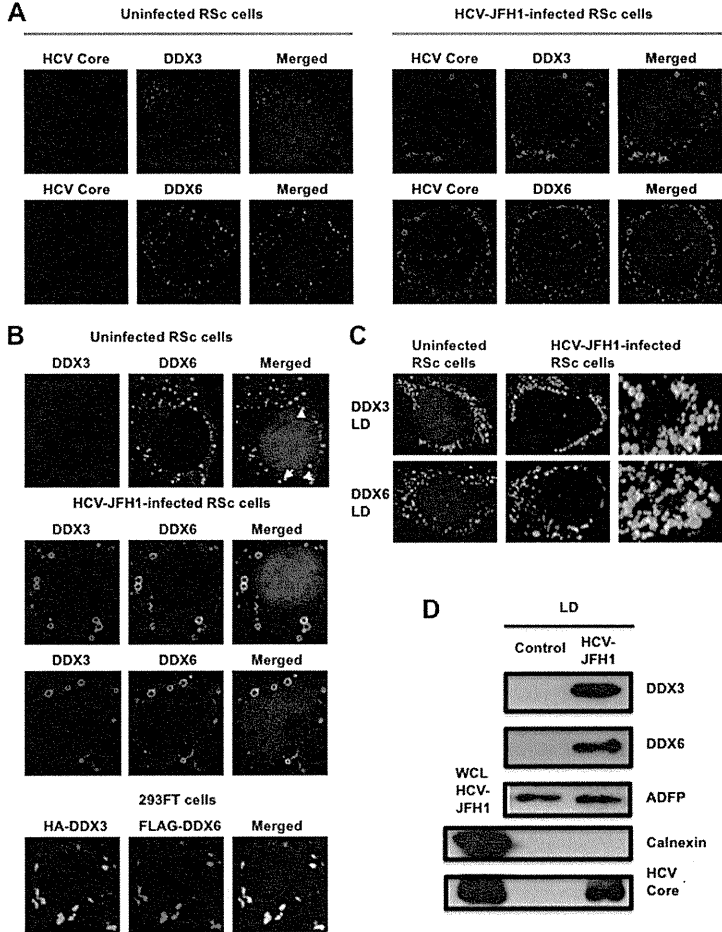 A
Uninfected RSc cells
HCV-JFH1-infected RSc cells
HCV Core DDX3 Merged
HCV Core DDX3 Merged
HCV Core DDX6 Merged
HCV Core DDX6 Merged
B
Uninfected RSc cells
DDX3 DDX6 Merged
HCV-JFH1-infected RSc cells
DDX3 DDX6 Merged
DDX3 DDX6 Merged
293FT cells
HA-DDX3 FLAG-DDX6 Merged
C
Uninfected RSc cells
HCV-JFH1-infected RSc cells
DDX3
LD
DDX6
LD
D
LD
Control
HCV-
JFH1
DDX3
DDX6
WCL
HCV-
JFH1
ADFP
Calnexin
HCV
Core